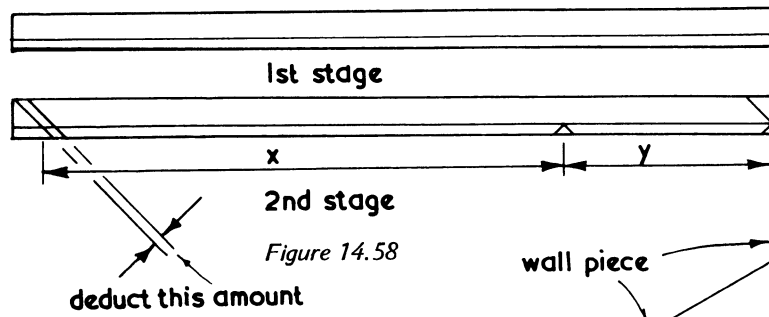 1st stage
x
y
2nd stage
Figure 14.58
wall piece
deduct this amount